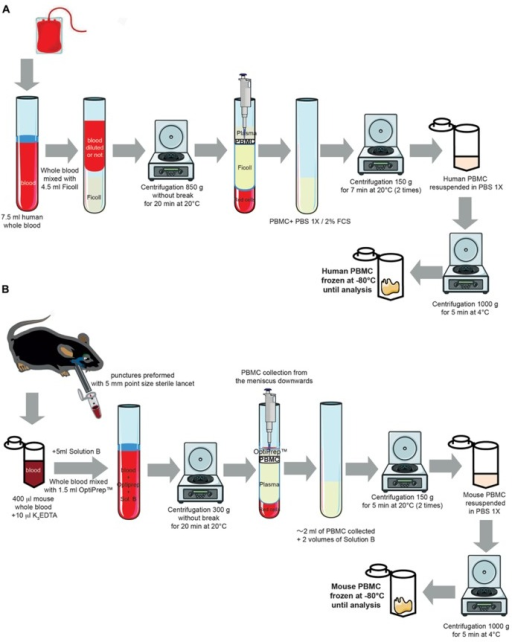 A
blood
7.5 ml human
whole blood
Whole blood
mixed with
4.5 ml Ficoll
blood
diluted
or not
Ficoll
Centrifugation 850 g
without break
for 20 min at 20°C
Plasma
PBMC
Ficoll
PBMC+ PBS 1X / 2% FCS
Centrifugation 150 g
for 7 min at 20°C (2 times)
Human PBMC
resuspended in PBS 1X
Centrifugation 1000 g
for 5 min at 4°C
Human PBMC
frozen at -80°C
until analysis
B
punctures preformed
with 5 mm point size sterile lancet
blood
400 µl mouse
whole blood
+10 µl K2EDTA
+5ml Solution B
Whole blood mixed
with 1.5 ml OptiPrep™
Blood
+
Optiprep
+
Sol. B
Centrifugation 300 g
without break
for 20 min at 20°C
PBMC collection from
the meniscus downwards
OptiPrep™
PBMC
Plasma
~2 ml of PBMC collected
+ 2 volumes of Solution B
Centrifugation 150 g
for 5 min at 20°C (2 times)
Mouse PBMC
resuspended
in PBS 1X
Centrifugation 1000 g
for 5 min at 4°C
Mouse PBMC
frozen at -80°C
until analysis